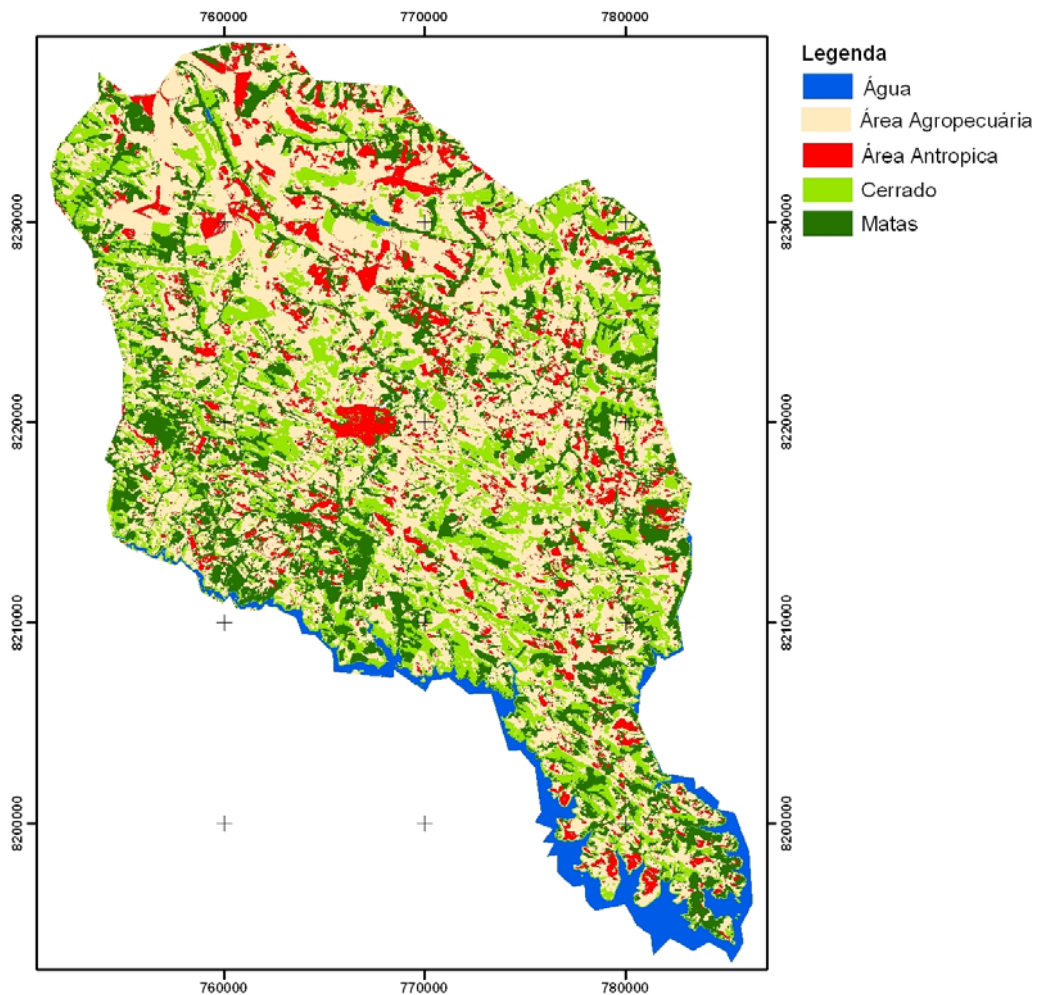 760000 770000 780000
Legenda
Água
Área Agropecuária
Área Antropica
Cerrado
Matas
8230000 8230000
8220000 8220000
8210000 8210000
8200000 8200000
760000 770000 780000